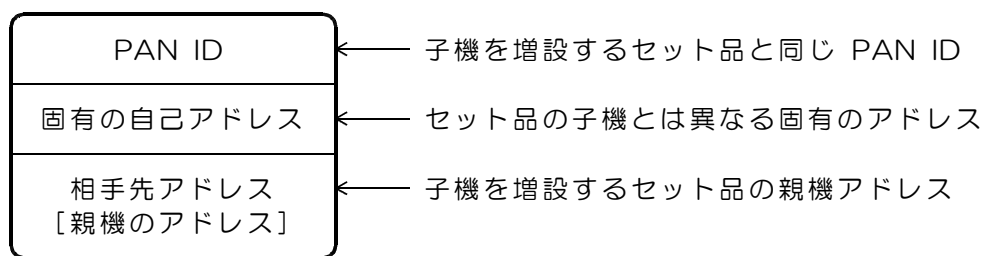 PAN ID
子機を増設するセット品と同じ PAN ID
固有の自己アドレス
セット品の子機とは異なる固有のアドレス
相手先アドレス
[親機のアドレス]
子機を増設するセット品の親機アドレス